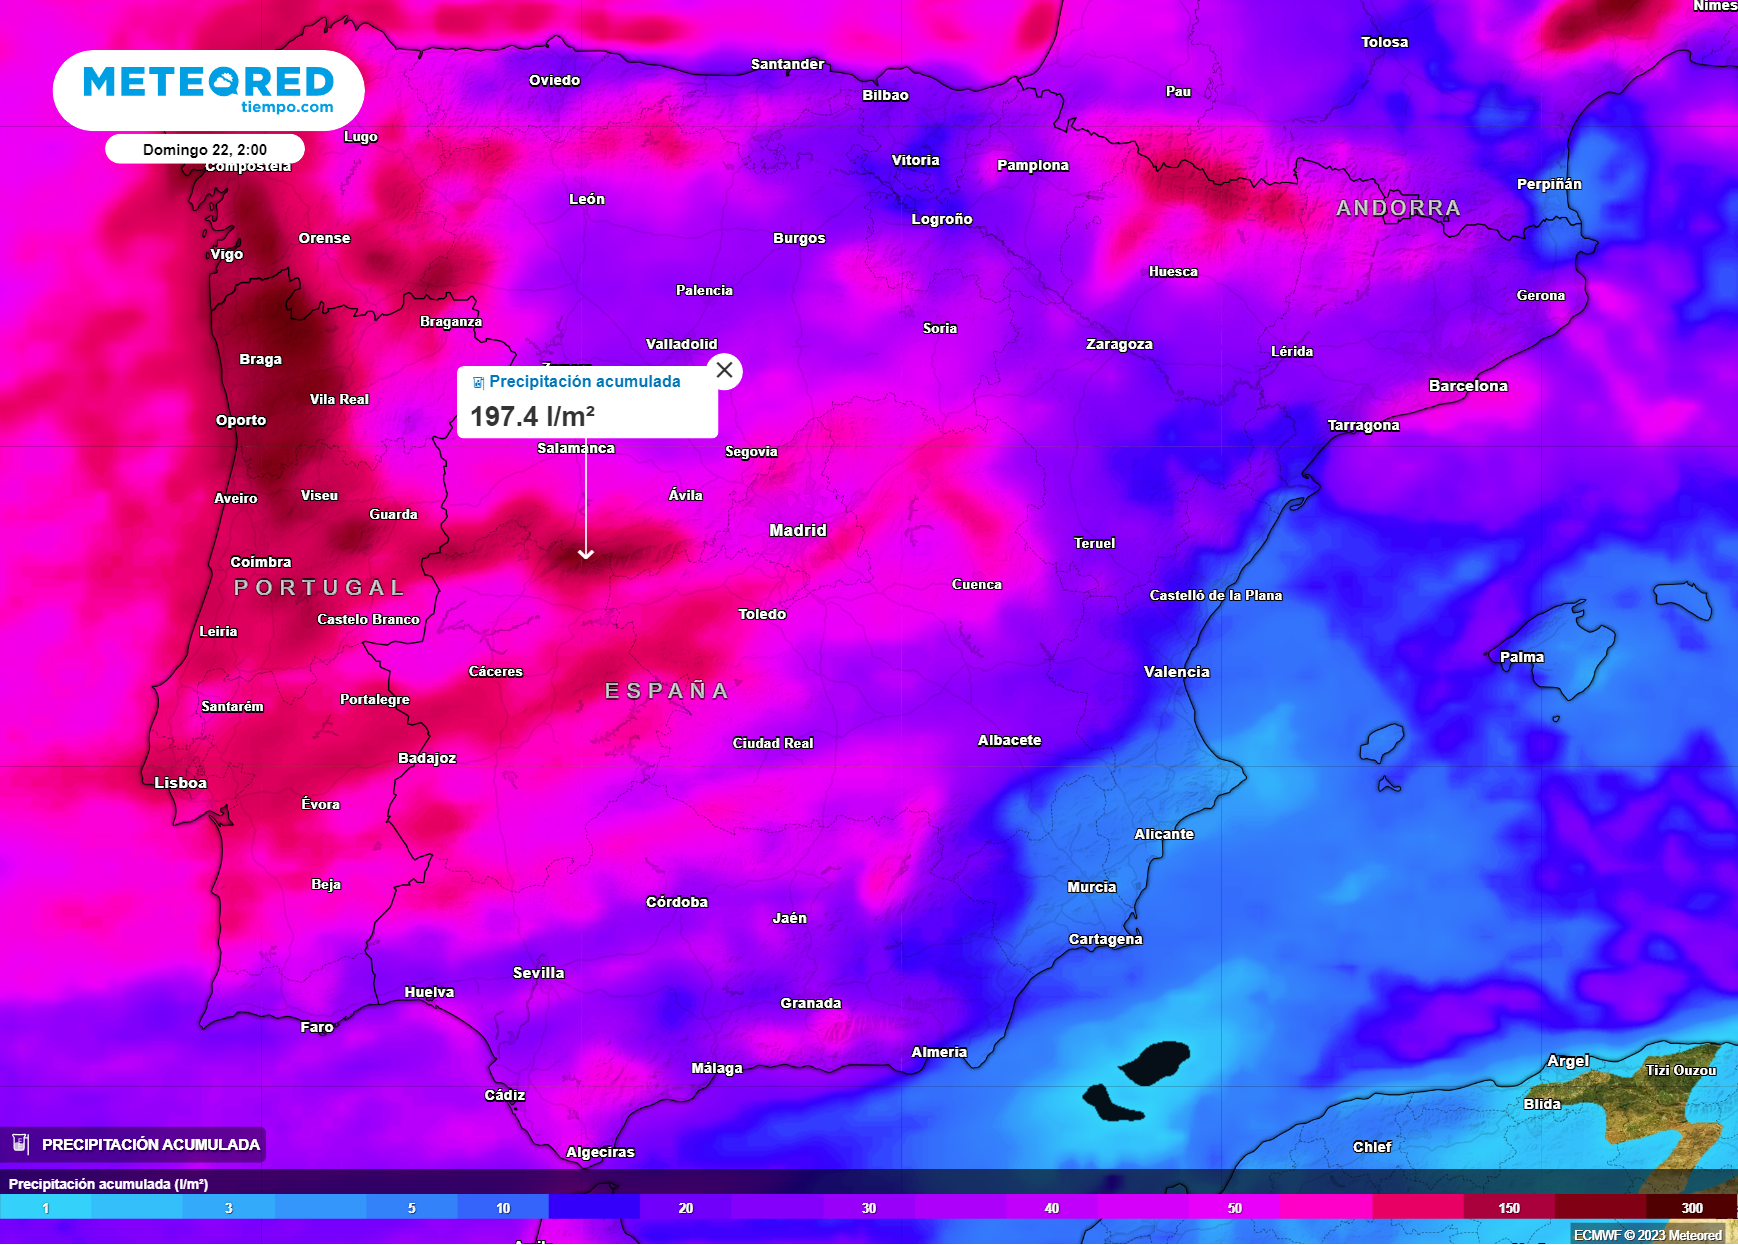 Nimes
Tolosa
Santander
METEORED
tiempo.com
Oviedo
Bilbao
Pau
Lugo
Domingo 22, 2:00
Compostela
Vitoria
Pamplona
Perpiñán
León
ANDORRA
Logroño
Orense
Burgos
Vigo
Huesca
Palencia
Gerona
Braganza
Soria
Valladolid
Zaragoza
Lérida
Braga
Precipitación acumulada
197.4 l/m²
Barcelona
Vila Real
Oporto
Tarragona
Salamanca
Segovia
Aveiro
Viseu
Ávila
Guarda
Madrid
Teruel
Coímbra
PORTUGAL
Cuenca
Castelló de la Plana
Toledo
Castelo Branco
Leiria
Palma
Cáceres
Valencia
ESPAÑA
Portalegre
Santarém
Ciudad Real
Albacete
Badajoz
Lisboa
Évora
Alicante
Beja
Murcia
Córdoba
Jaén
Cartagena
Sevilla
Huelva
Granada
Faro
Almeria
Argel
Málaga
Tizi Ouzou
Cádiz
Blida
PRECIPITACIÓN ACUMULADA
Chlef
Algeciras
Precipitación acumulada (l/m²)
1 3 5 10 20 30 40 50 150 300
ECMWF © 2023 Meteored